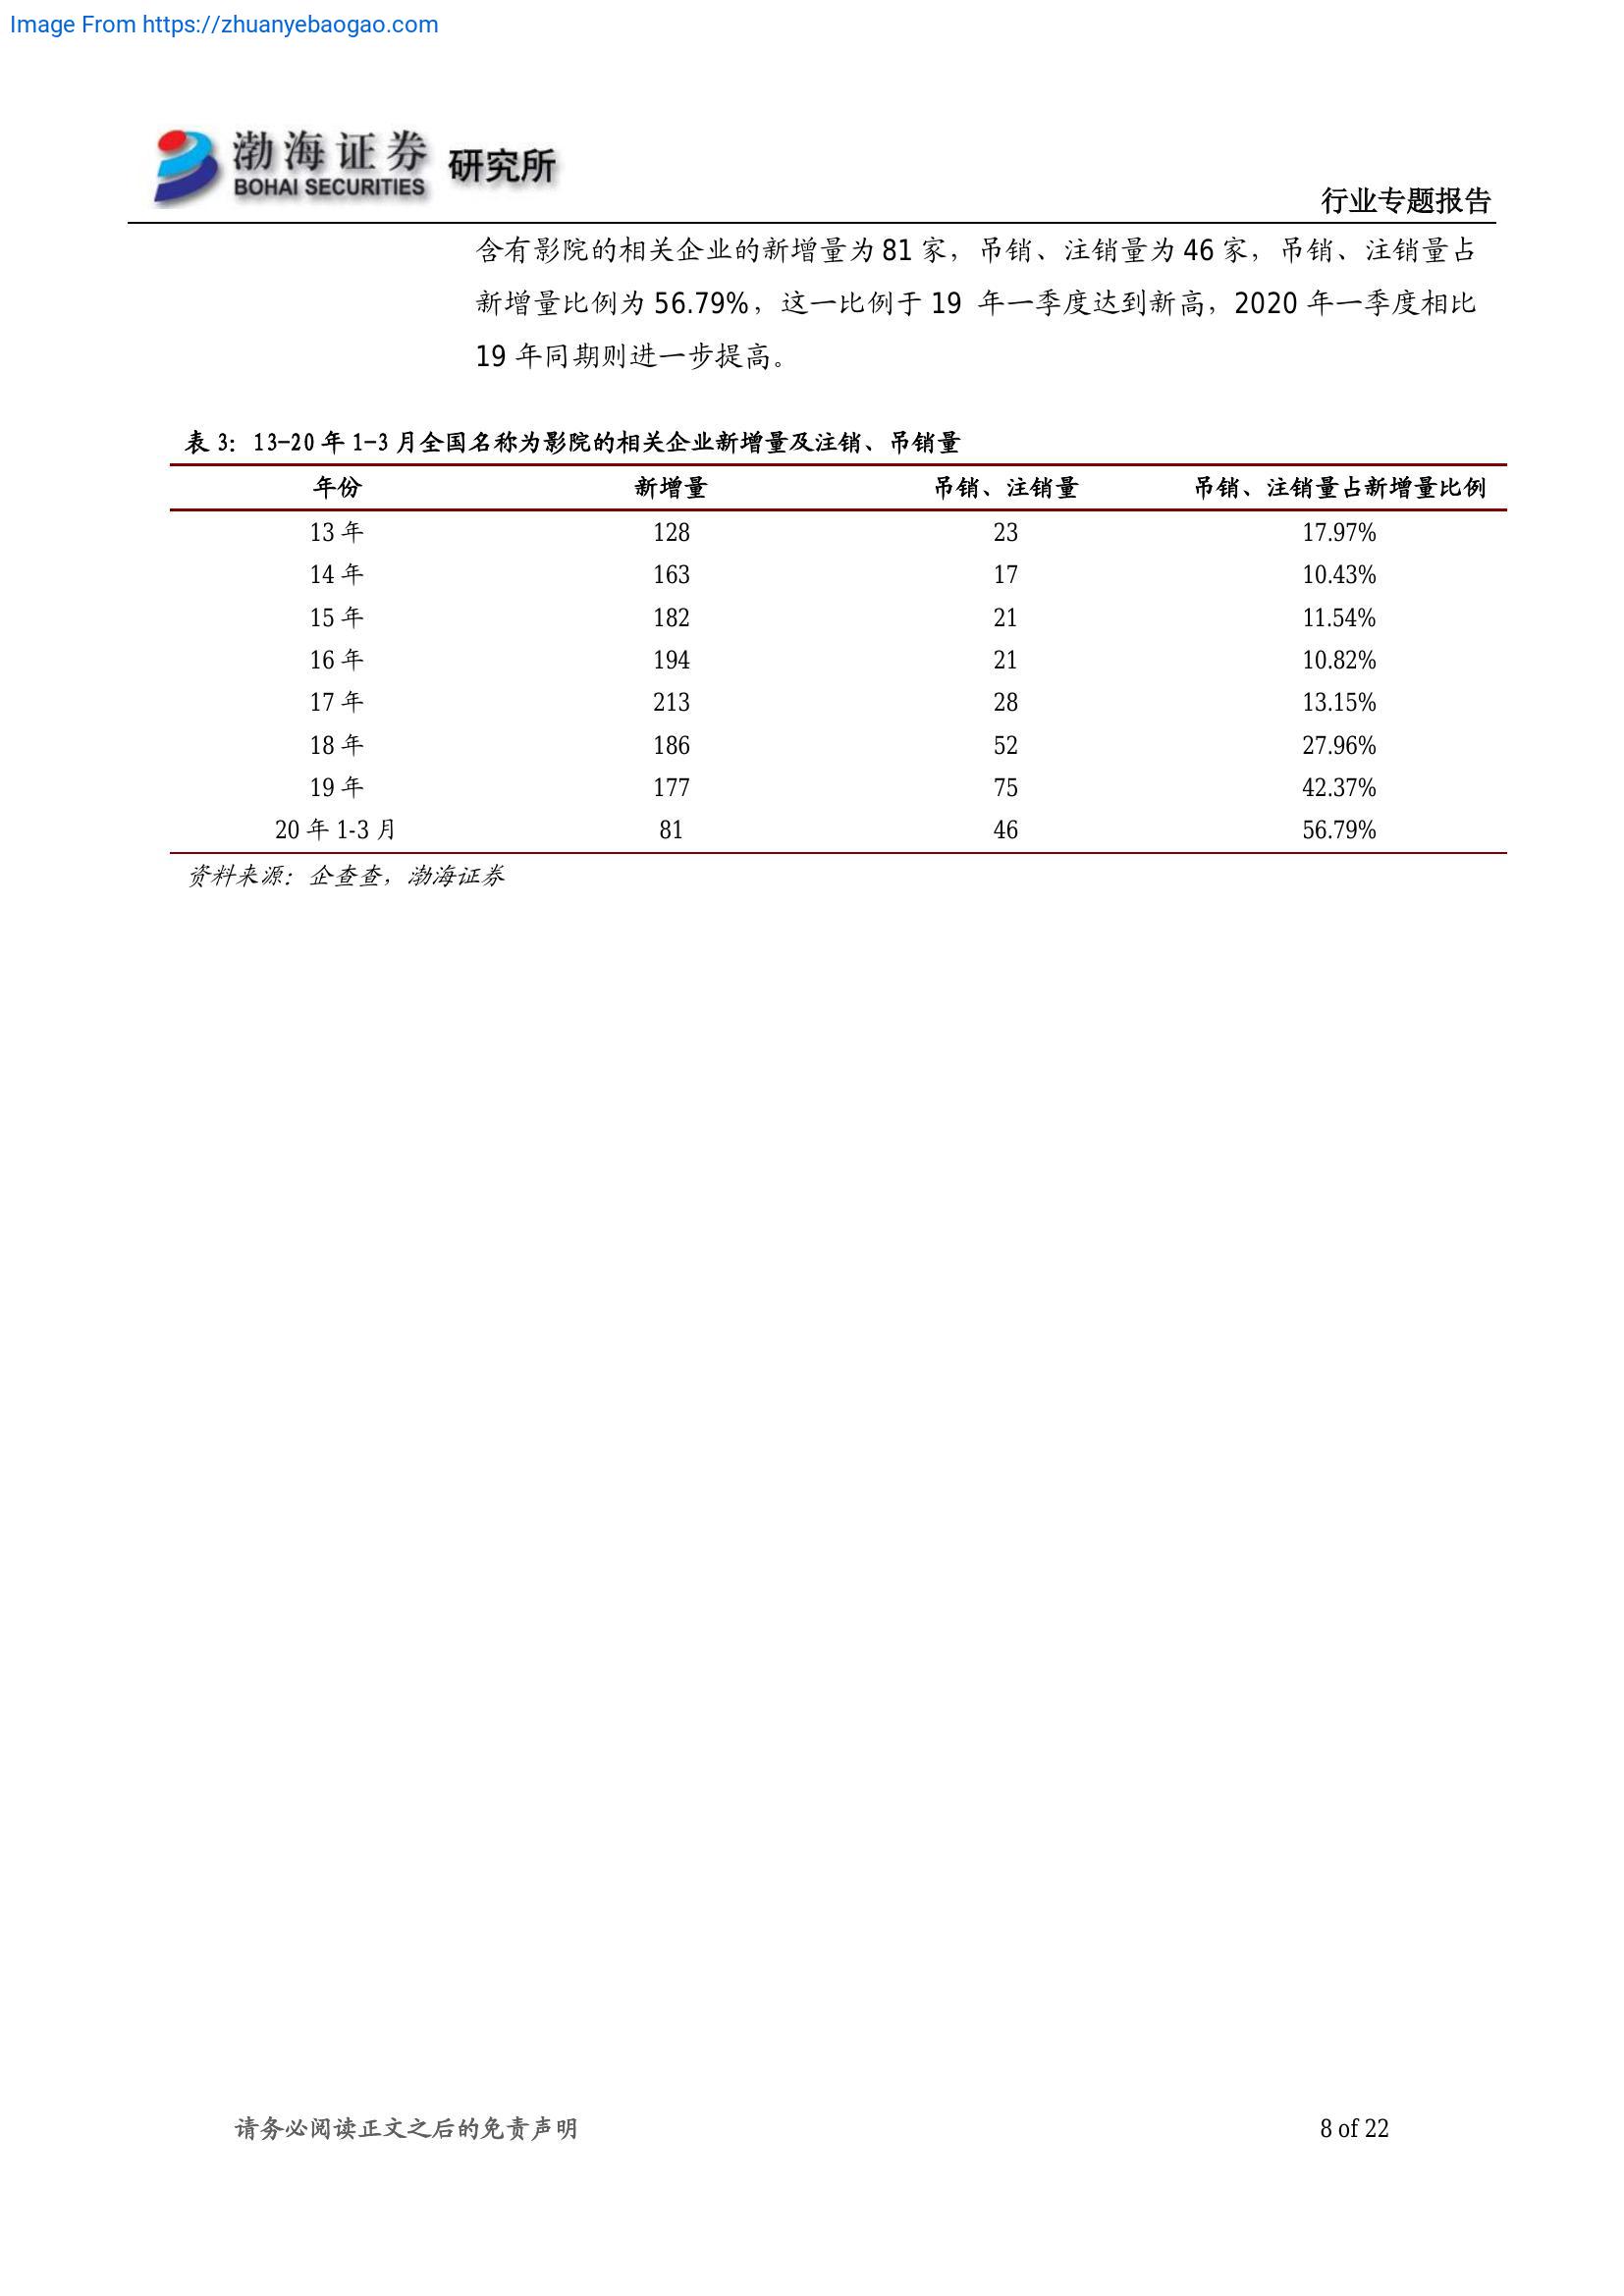 Image From https://zhuanyebaogao.com
渤海证券 研究所
BOHAI SECURITIES
行业专题报告
含有影院的相关企业的新增量为 81 家，吊销、注销量为 46 家，吊销、注销量占
新增量比例为 56.79%，这一比例于 19 年一季度达到新高，2020 年一季度相比
19 年同期则进一步提高。
表 3：13-20 年 1-3 月全国名称为影院的相关企业新增量及注销、吊销量
年份 新增量 吊销、注销量 吊销、注销量占新增量比例
13 年 128 23 17.97%
14 年 163 17 10.43%
15 年 182 21 11.54%
16 年 194 21 10.82%
17 年 213 28 13.15%
18 年 186 52 27.96%
19 年 177 75 42.37%
20 年 1-3 月 81 46 56.79%
资料来源：企查查，渤海证券
请务必阅读正文之后的免责声明 8 of 22